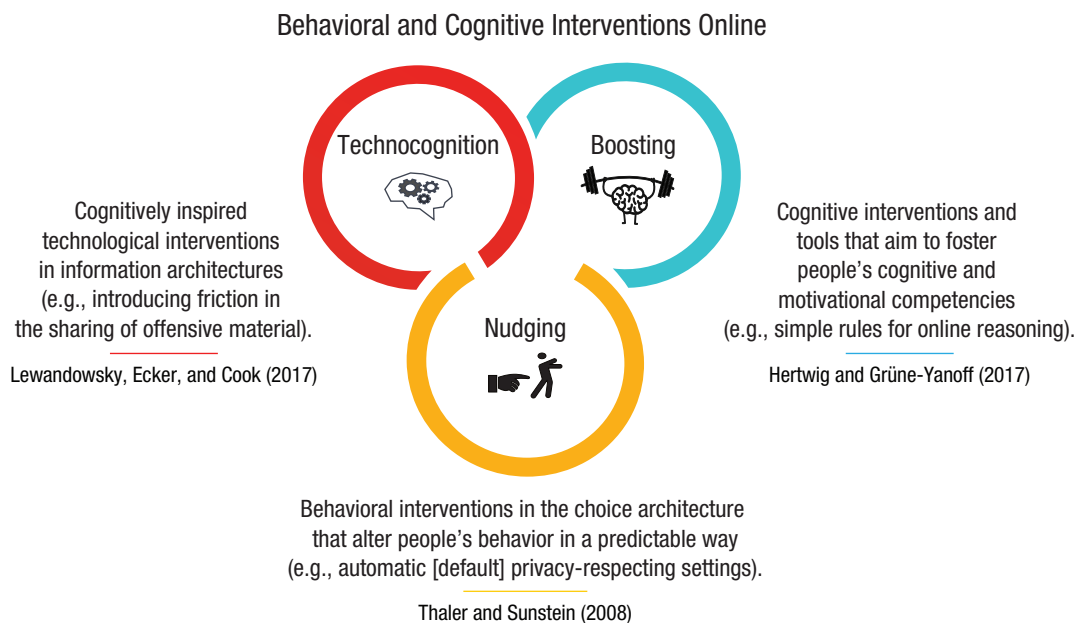 Behavioral and Cognitive Interventions Online
Technocognition
Boosting
Cognitively inspired
technological interventions
in information architectures
(e.g., introducing friction in
the sharing of offensive material).
Lewandowsky, Ecker, and Cook (2017)
Cognitive interventions and
tools that aim to foster
people’s cognitive and
motivational competencies
(e.g., simple rules for online reasoning).
Hertwig and Grüne-Yanoff (2017)
Nudging
Behavioral interventions in the choice architecture
that alter people’s behavior in a predictable way
(e.g., automatic [default] privacy-respecting settings).
Thaler and Sunstein (2008)